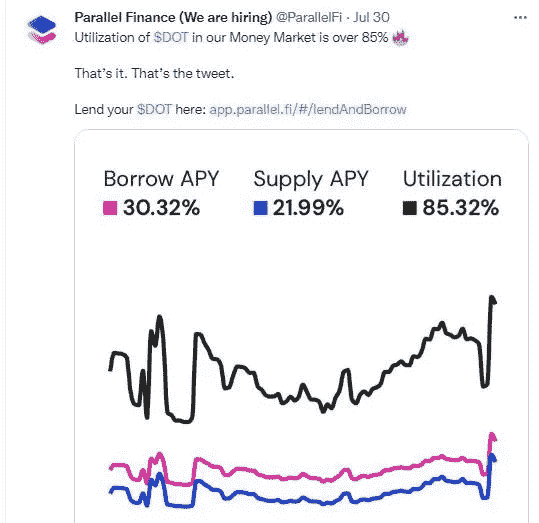 Parallel Finance (We are hiring) @ParallelFi · Jul 30
Utilization of $DOT in our Money Market is over 85% 🔥
That's it. That's the tweet.
Lend your $DOT here: app.parallel.fi/#/lendAndBorrow
Borrow APY Supply APY Utilization
30.32% 21.99% 85.32%